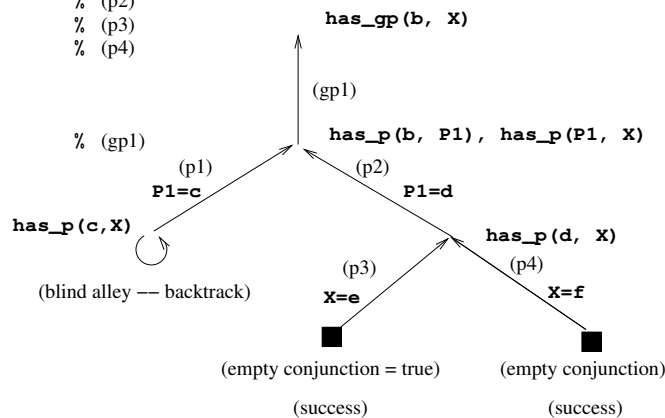 % (p2)
has_gp(b, X)
% (p3)
% (p4)
(gp1)
% (gp1)
has_p(b, P1), has_p(P1, X)
(p1)
(p2)
P1=c
P1=d
has_p(c,X)
has_p(d, X)
(p3)
(p4)
(blind alley −− backtrack)
X=e
X=f
(empty conjunction = true)
(empty conjunction)
(success)
(success)